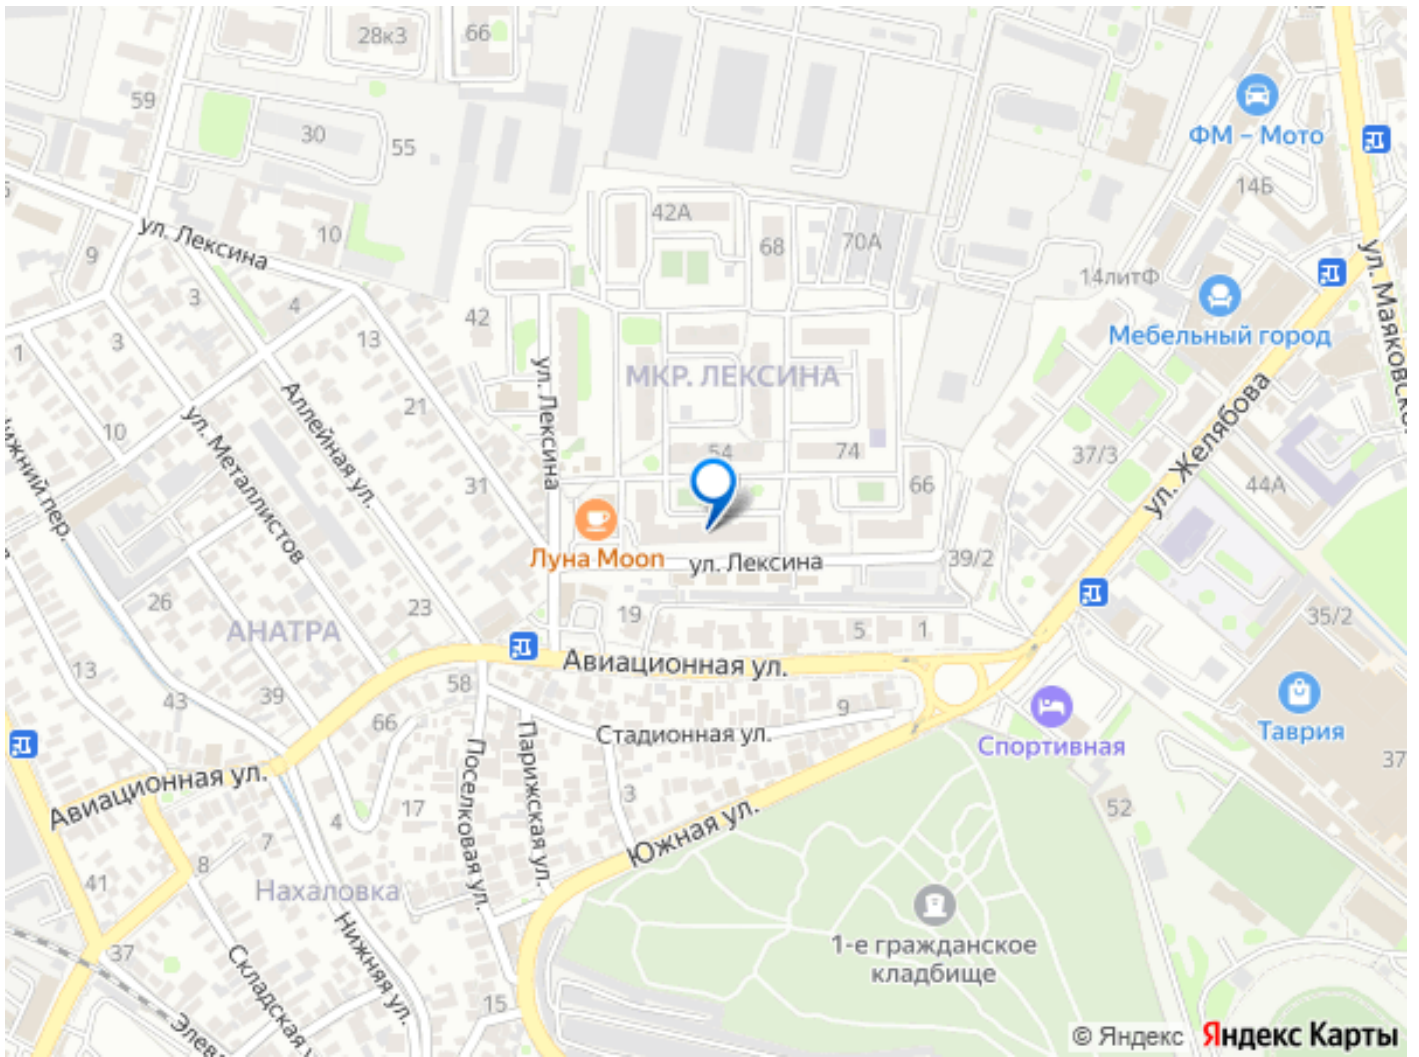 28к3
66
59
30
55
ФМ – Мото
14Б
ул. Лексина
10
9
42А
68
70А
14литФ
ул. Маяковско
3
4
42
13
Мебельный город
1
3
ул. Лексина
МКР. ЛЕКСИНА
Аллейная ул.
21
ул. Желябова
10
ул. Металлистов
54
74
37/3
44А
ижний пер.
31
66
Луна Moon
ул. Лексина
39/2
26
23
19
5
1
35/2
АНАТРА
Авиационная ул.
13
58
43
39
66
9
Стадионная ул.
Спортивная
Таврия
37
Авиационная ул.
Поселковая ул.
Парижская ул.
3
17
4
7
8
52
Южная ул.
41
Нахаловка
Нижняя ул.
1-е гражданское
кладбище
37
Складская у
15
Элева
© Яндекс Яндекс Карты